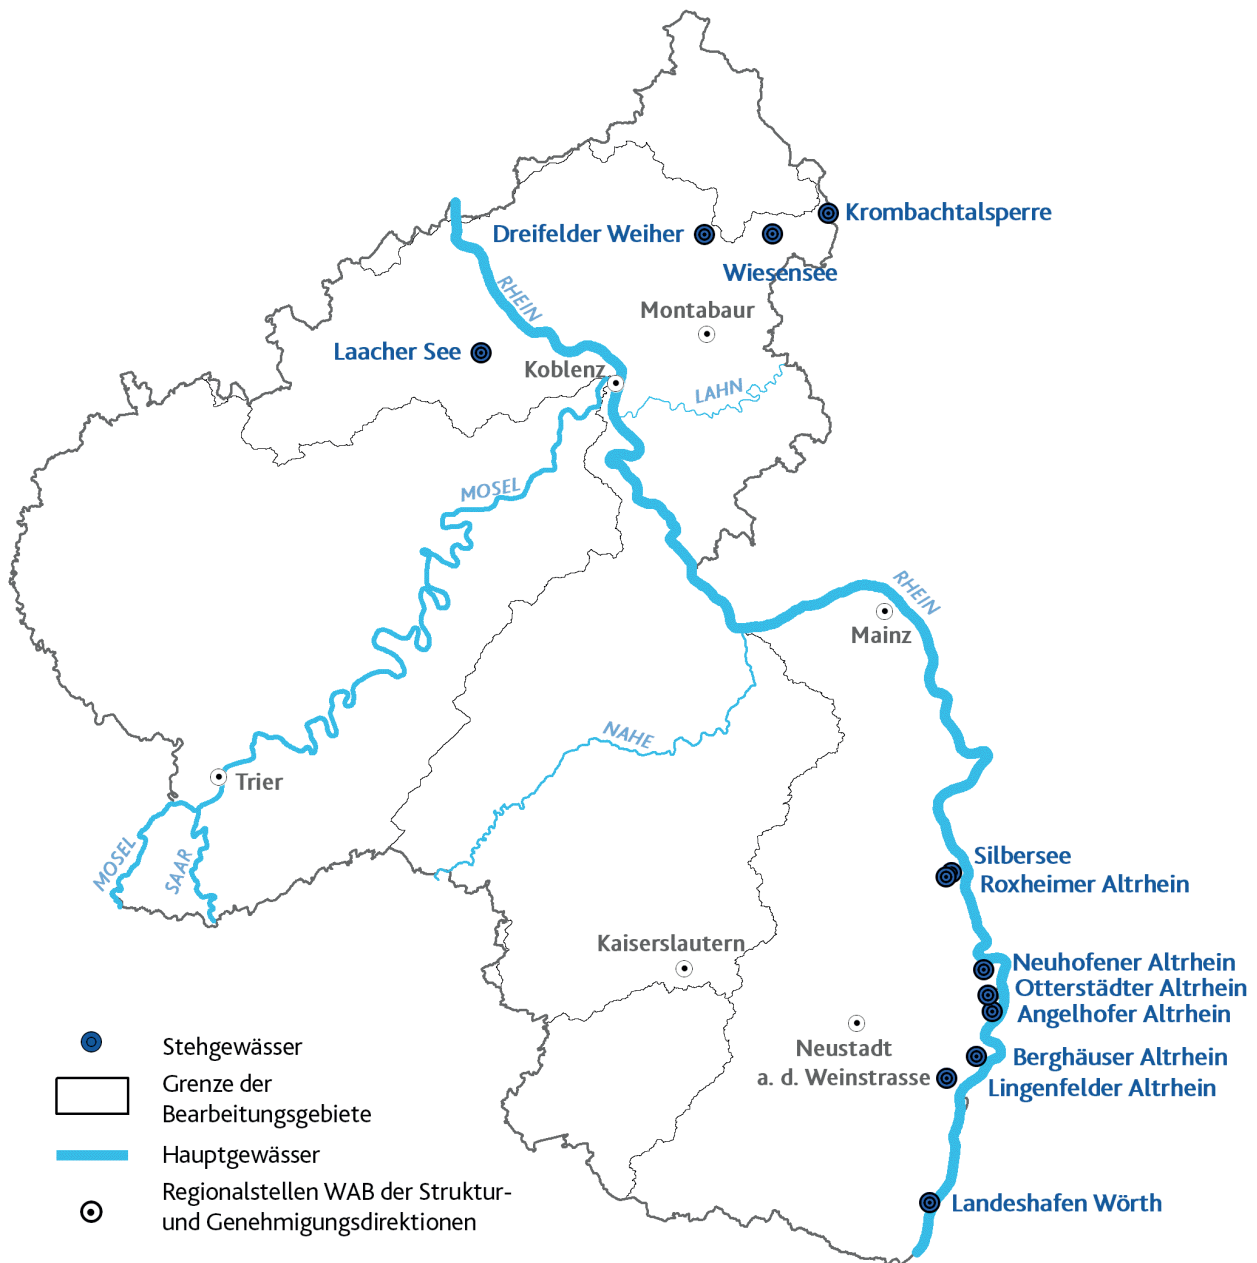 Krombachtalsperre
Dreifelder Weiher
Wiesensee
RHEIN
Montabaur
Laacher See
Koblenz
LAHN
MOSEL
RHEIN
Mainz
NAHE
Trier
MOSEL
SAAR
Silbersee
Roxheimer Altrhein
Kaiserslautern
Neuhofener Altrhein
Otterstädter Altrhein
Angelhofer Altrhein
Neustadt
a. d. Weinstrasse
Berghäuser Altrhein
Lingenfelder Altrhein
Landeshafen Wörth
Stehgewässer
Grenze der
Bearbeitungsgebiete
Hauptgewässer
Regionalstellen WAB der Struktur-
und Genehmigungsdirektionen